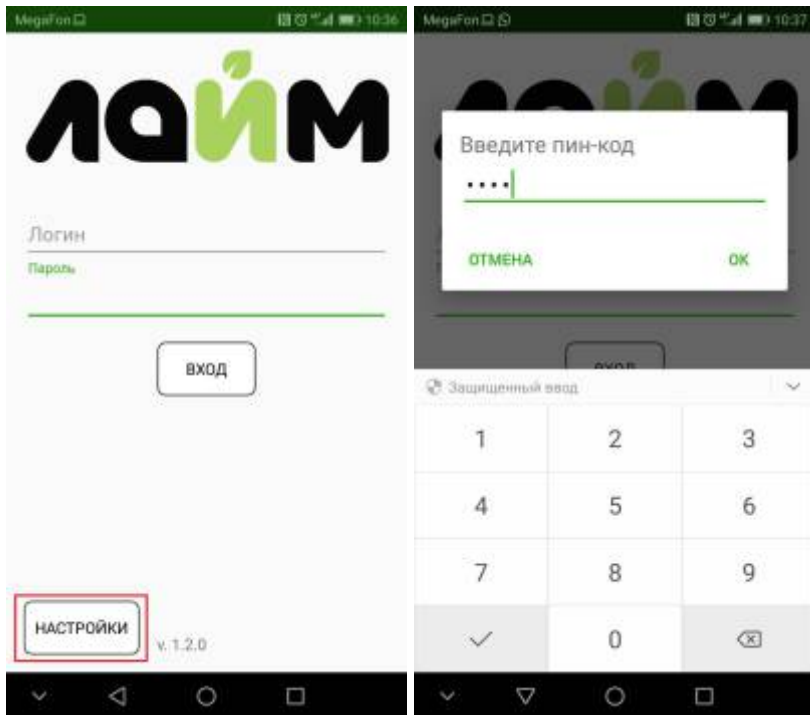 MegaFon
10:36
лайм
Логин
Пароль
ВХОД
НАСТРОЙКИ
v. 1.2.0
MegaFon
10:37
Введите пин-код
••••
ОТМЕНА
ОК
ВХОД
Защищенный ввод
1 2 3
4 5 6
7 8 9
0